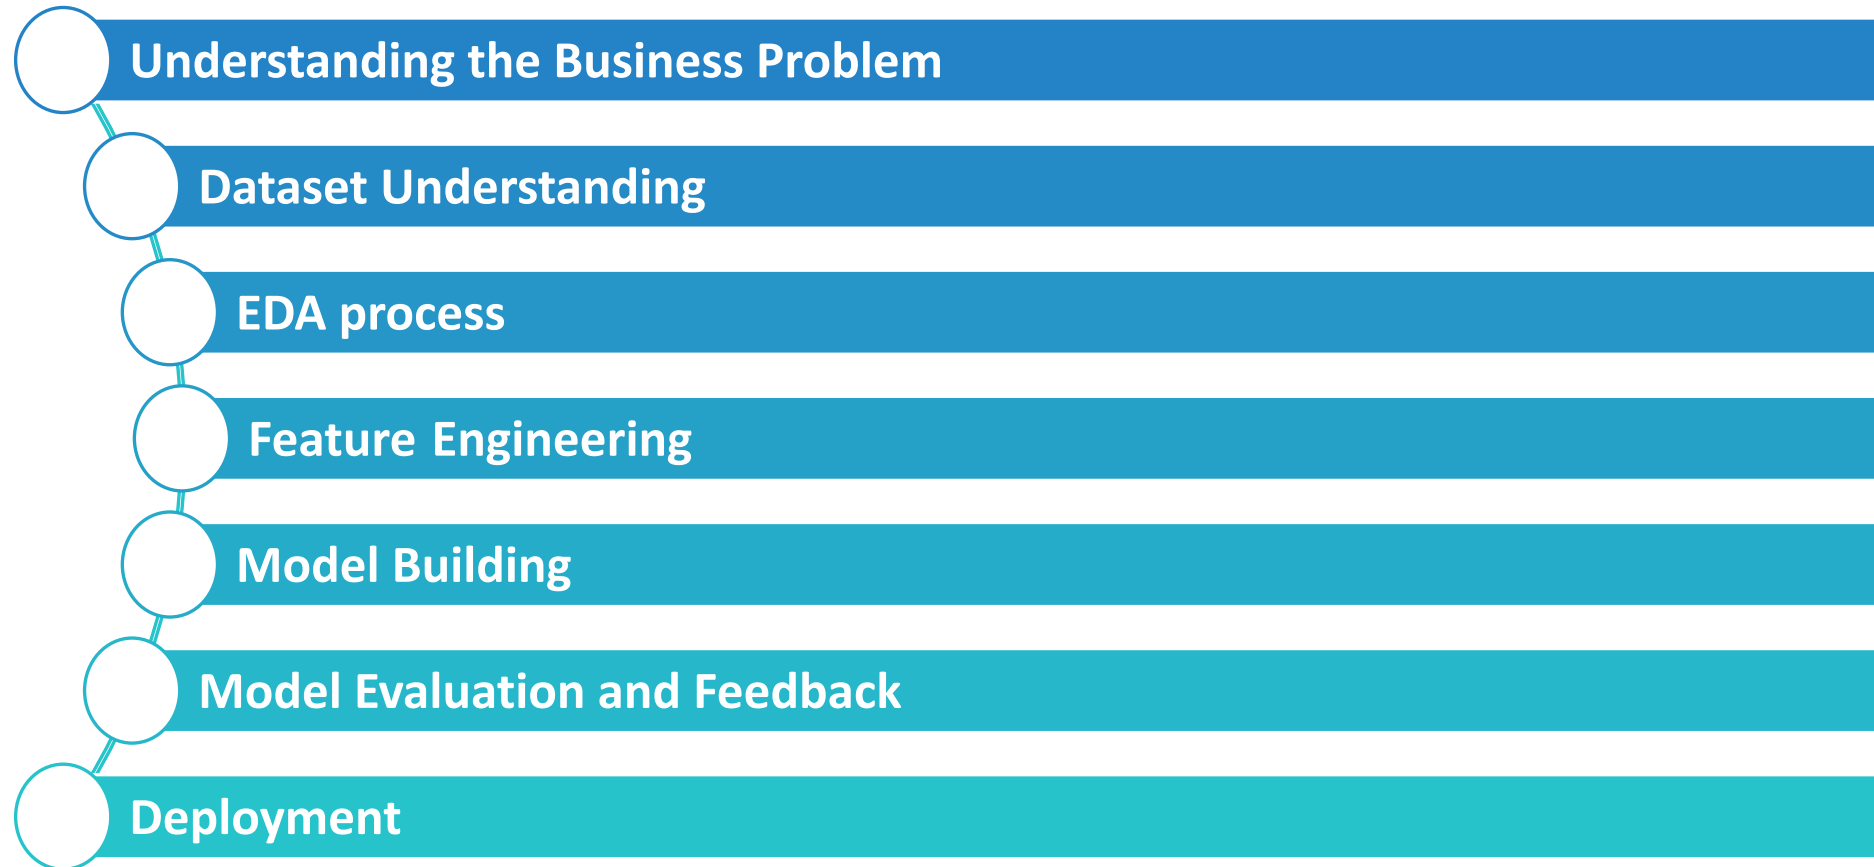 Understanding the Business Problem
Dataset Understanding
EDA process
Feature Engineering
Model Building
Model Evaluation and Feedback
Deployment